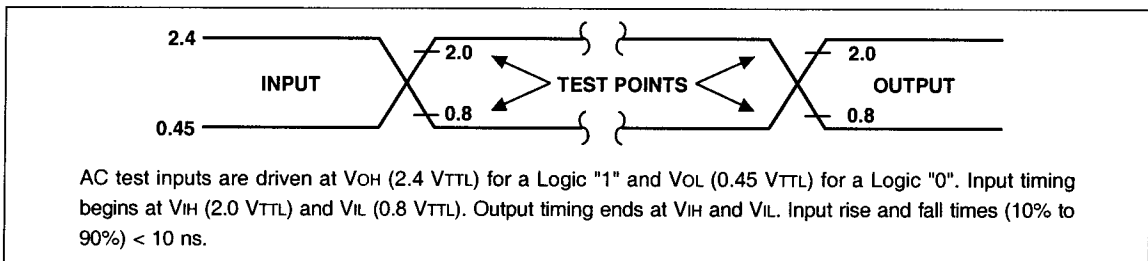 2.4
2.0
2.0
INPUT
TEST POINTS
OUTPUT
0.8
0.8
0.45
AC test inputs are driven at VOH (2.4 VTTL) for a Logic "1" and VOL (0.45 VTTL) for a Logic "0". Input timing
begins at VIH (2.0 VTTL) and VIL (0.8 VTTL). Output timing ends at VIH and VIL. Input rise and fall times (10% to
90%) < 10 ns.